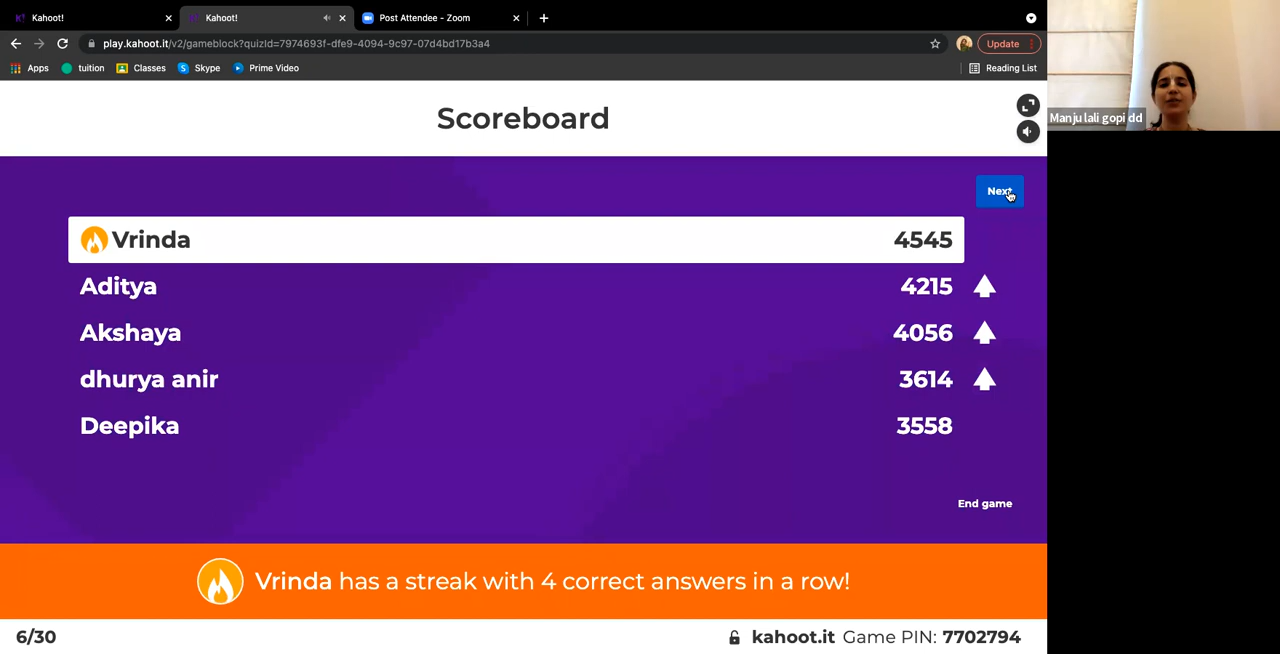 Kahoot!
Kahoot!
Post Attendee - Zoom
play.kahoot.it/v2/gameblock?quizId=7974693f-dfe9-4094-9c97-07d4bd17b3a4
Update
Apps
tuition
Classes
Skype
Prime Video
Reading List
Manju lali gopi dd
Scoreboard
Next
Vrinda 4545
Aditya 4215
Akshaya 4056
dhurya anir 3614
Deepika 3558
End game
Vrinda has a streak with 4 correct answers in a row!
6/30
kahoot.it Game PIN: 7702794